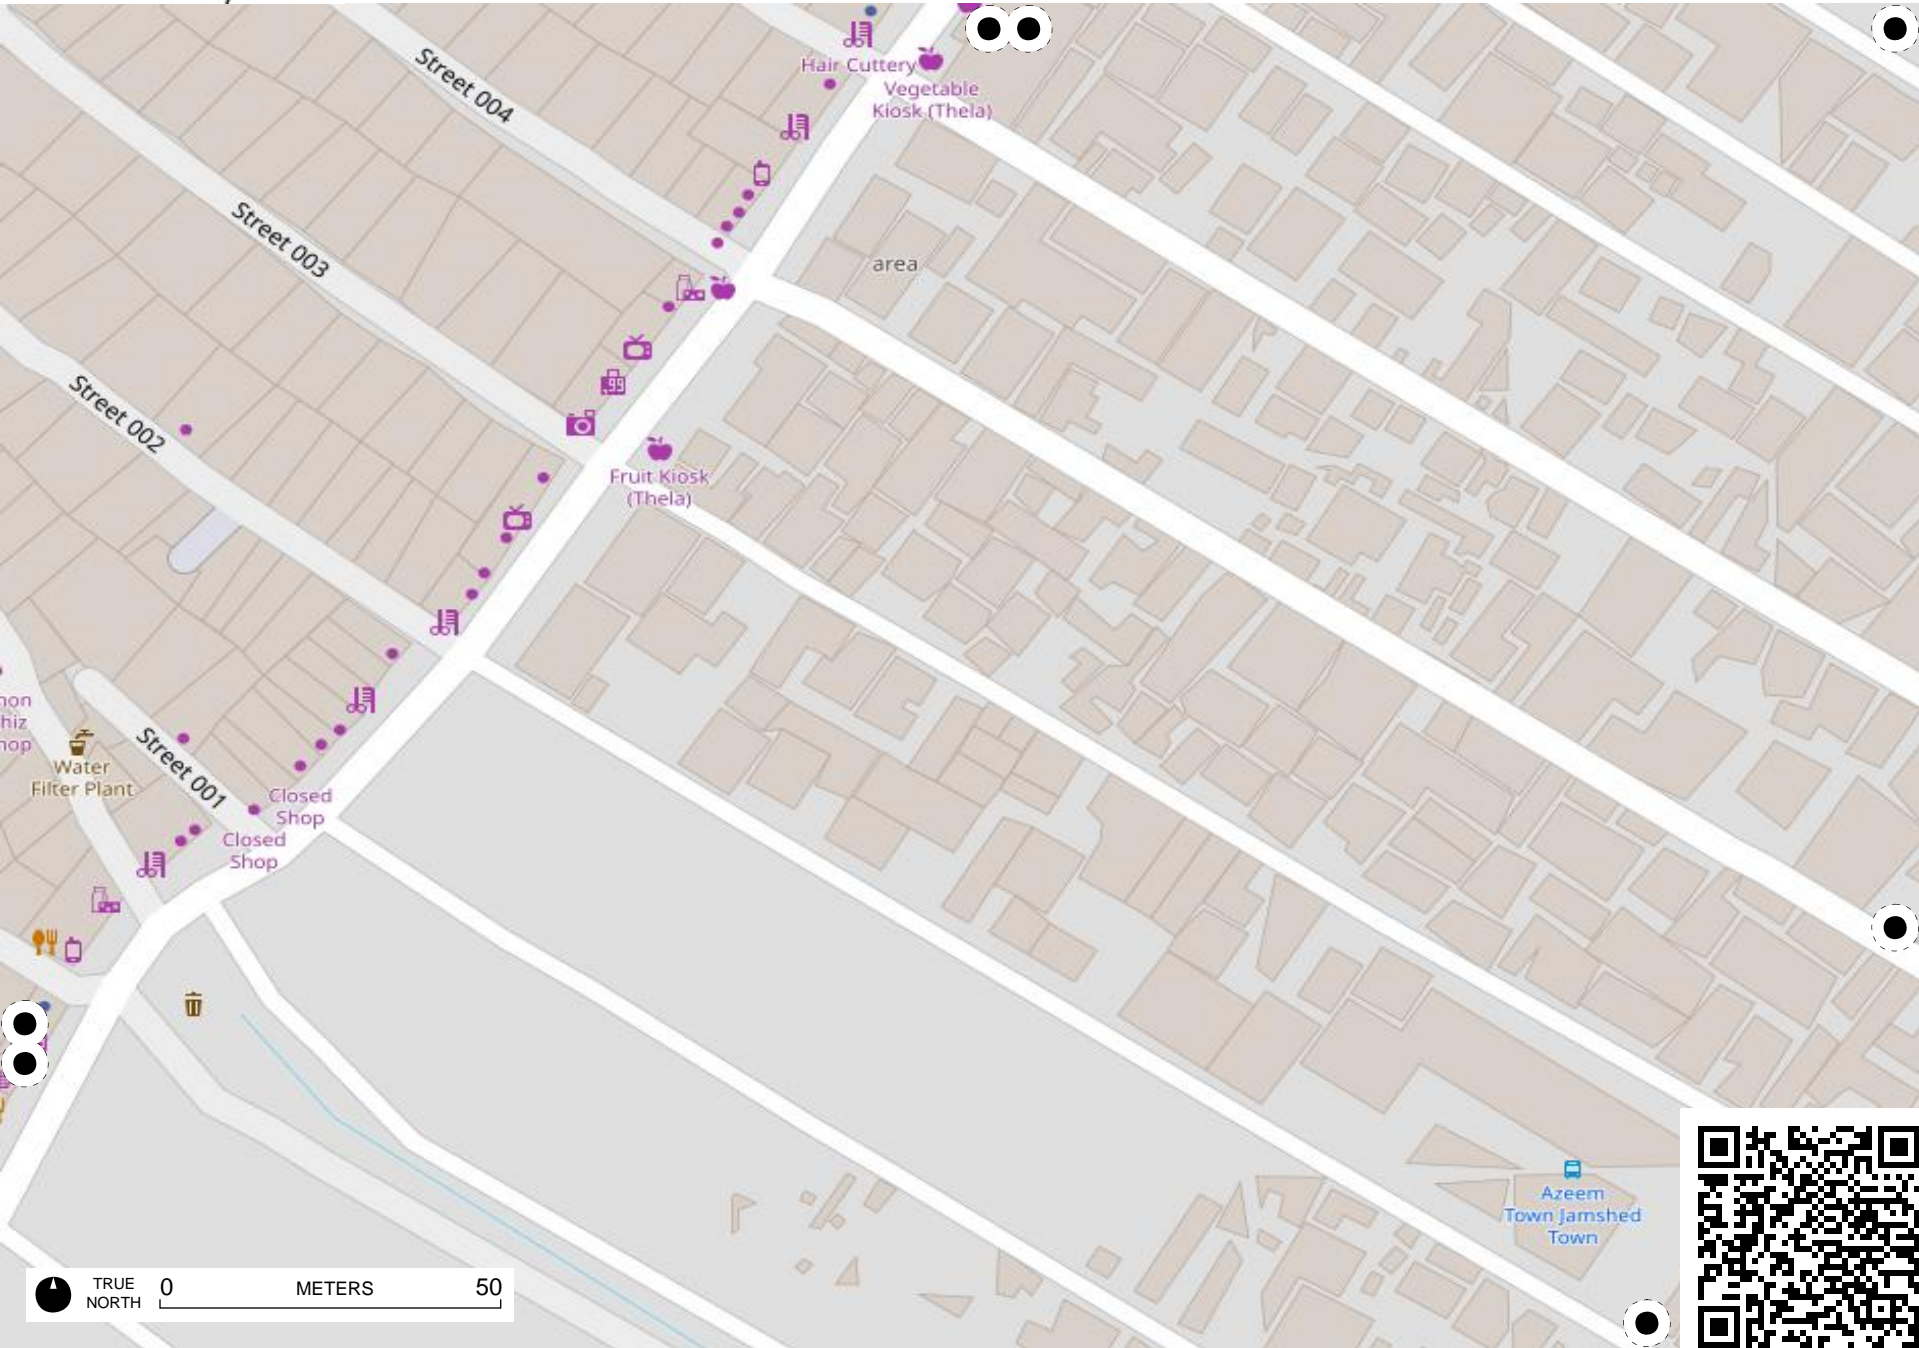 Street 004
Hair Cuttery
Vegetable
Kiosk (Thela)
Street 003
area
Street 002
Fruit Kiosk
(Thela)
Street 001
Water
Filter Plant
Closed
Shop
Closed
Shop
hiz
Azeem
Town Jamshed
Town
TRUE
NORTH
0 METERS 50